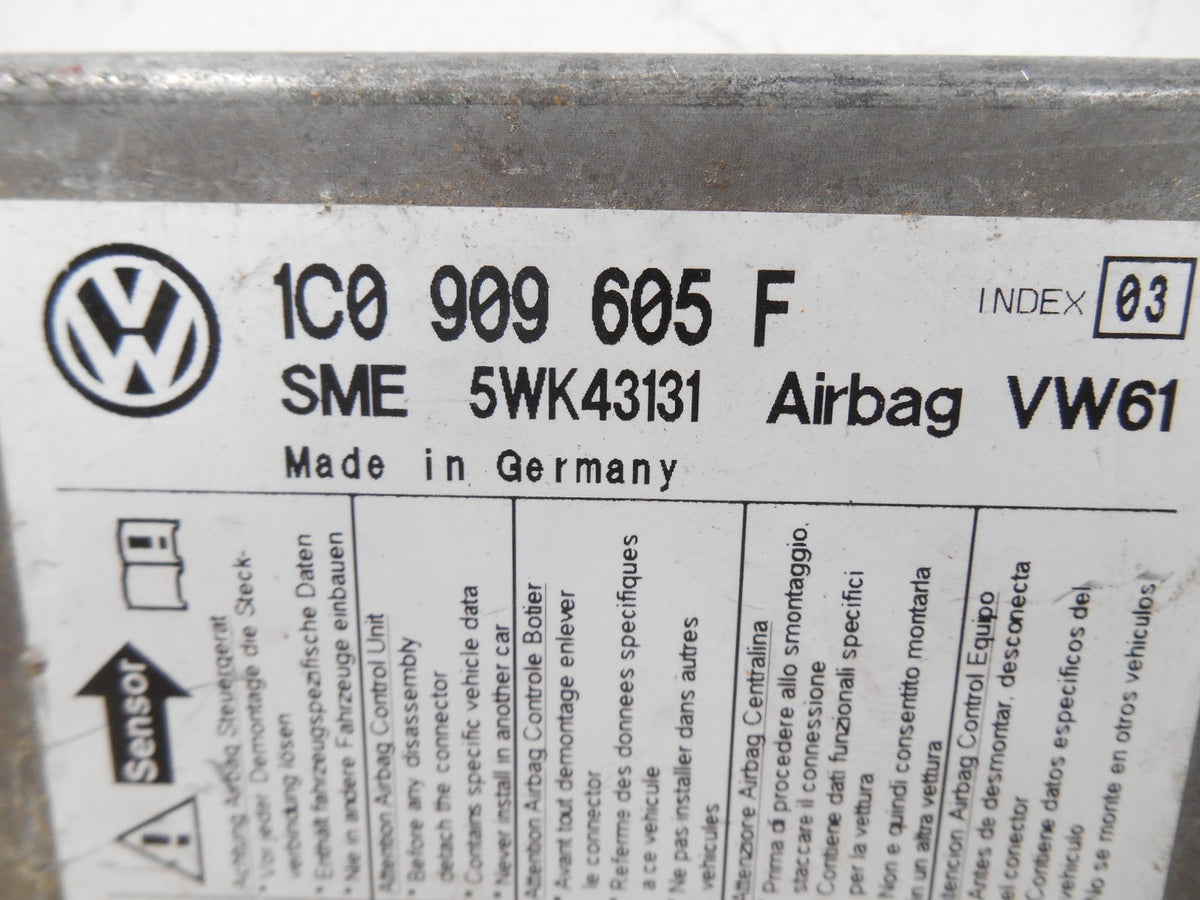 1C0 909 605 F
INDEX 03
SME 5WK43131 Airbag VW61
Made in Germany
Sensor
Achtung Airbag Steuergerät
* Vor jeder Demontage die Steck-
verbindung lösen
* Enthält fahrzeugspezifische Daten
* Nie in andere Fahrzeuge einbauen
Attention Airbag Control Unit
* Before any disassembly
detach the connector
* Contains specific vehicle data
* Never install in another car
Attention Airbag Controle Botier
* Avant tout demontage enlever
le connector
* Referme des donnees specifiques
a ce vehicule
* Ne pas installer dans autres
vehicules
Attenzione Airbag Centralina
* Prima di procedere allo smontaggio.
staccare il connessione
Contiene dati funzionali specifici
per la vettura
Non e quindi consentito montarla
in un altra vettura
Atencion Airbag Control Equipo
Antes de desmontar, desconecta
el conector
Contiene datos especificos del
vehiculo
No se monte en otros vehiculos